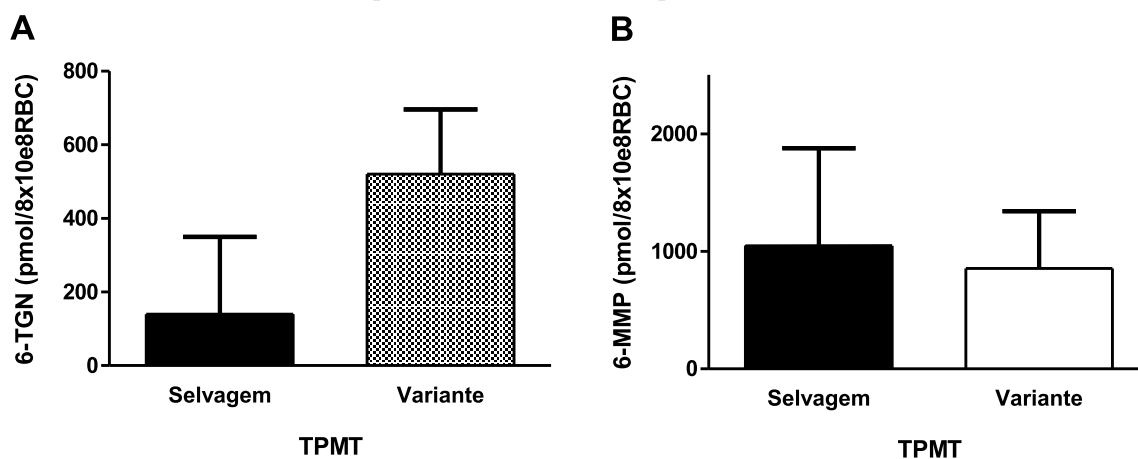 A
6-TGN (pmol/8x10e8RBC)
800
600
400
200
0
Selvagem Variante
TPMT
B
6-MMP (pmol/8x10e8RBC)
2000
1000
0
Selvagem Variante
TPMT